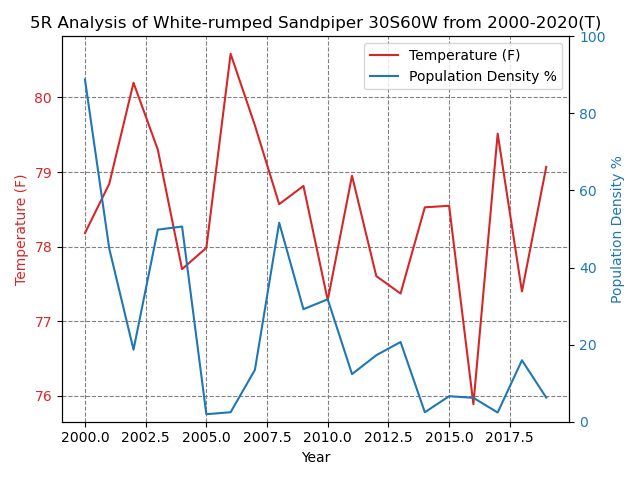 5R Analysis of White-rumped Sandpiper 30S60W from 2000-2020(T)
Temperature (F)
Population Density %
80
79
78
77
76
Temperature (F)
100
80
60
40
20
0
Population Density %
2000.0 2002.5 2005.0 2007.5 2010.0 2012.5 2015.0 2017.5
Year